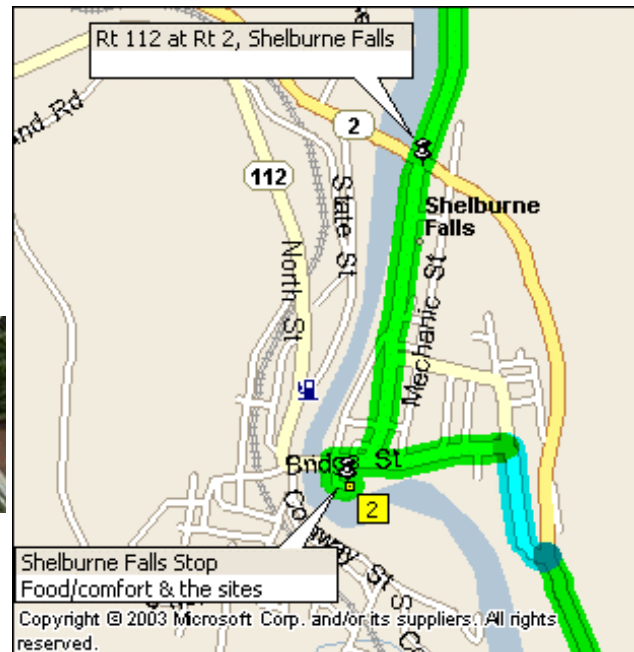 Rt 112 at Rt 2, Shelburne Falls
and Rd
2
112
State St
Shelburne
Falls
North St
Mechanic St
Bridge St
2
Conway St
S
Shelburne Falls Stop
Food/comfort & the sites
Copyright © 2003 Microsoft Corp. and/or its suppliers. All rights
reserved.